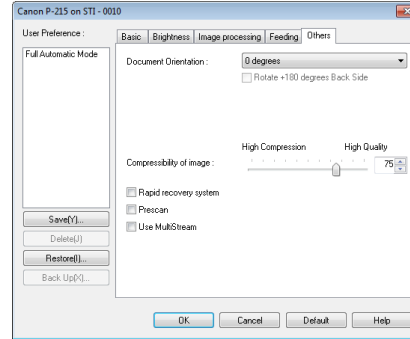 Canon P-215 on STI - 0010
User Preference :
Full Automatic Mode
Save(Y)...
Delete(J)
Restore(I)...
Back Up(X)...
Basic Brightness Image processing Feeding Others
Document Orientation : 0 degrees
Rotate +180 degrees Back Side
High Compression High Quality
Compressibility of image : 75
Rapid recovery system
Prescan
Use MultiStream
OK Cancel Default Help